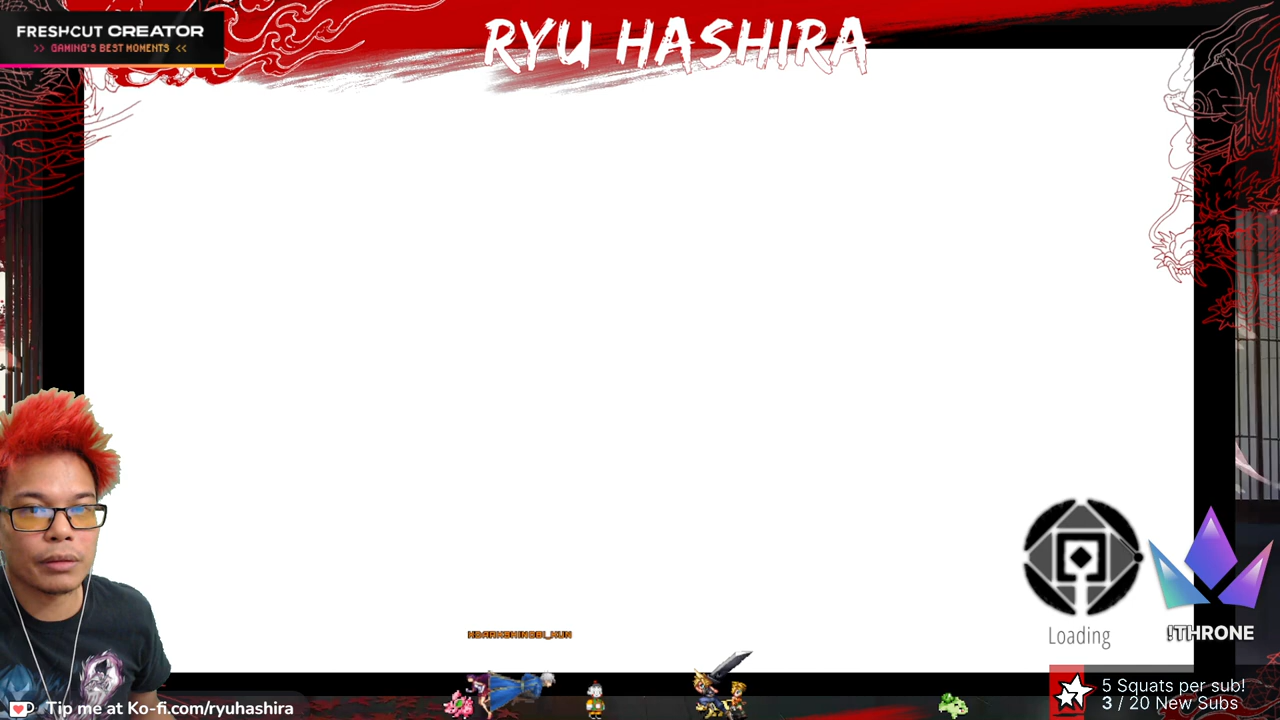 FRESHCUT CREATOR
>> GAMING'S BEST MOMENTS <<
RYU HASHIRA
Loading
!THRONE
5 Squats per sub!
3 / 20 New Subs
Tip me at Ko-fi.com/ryuhashira